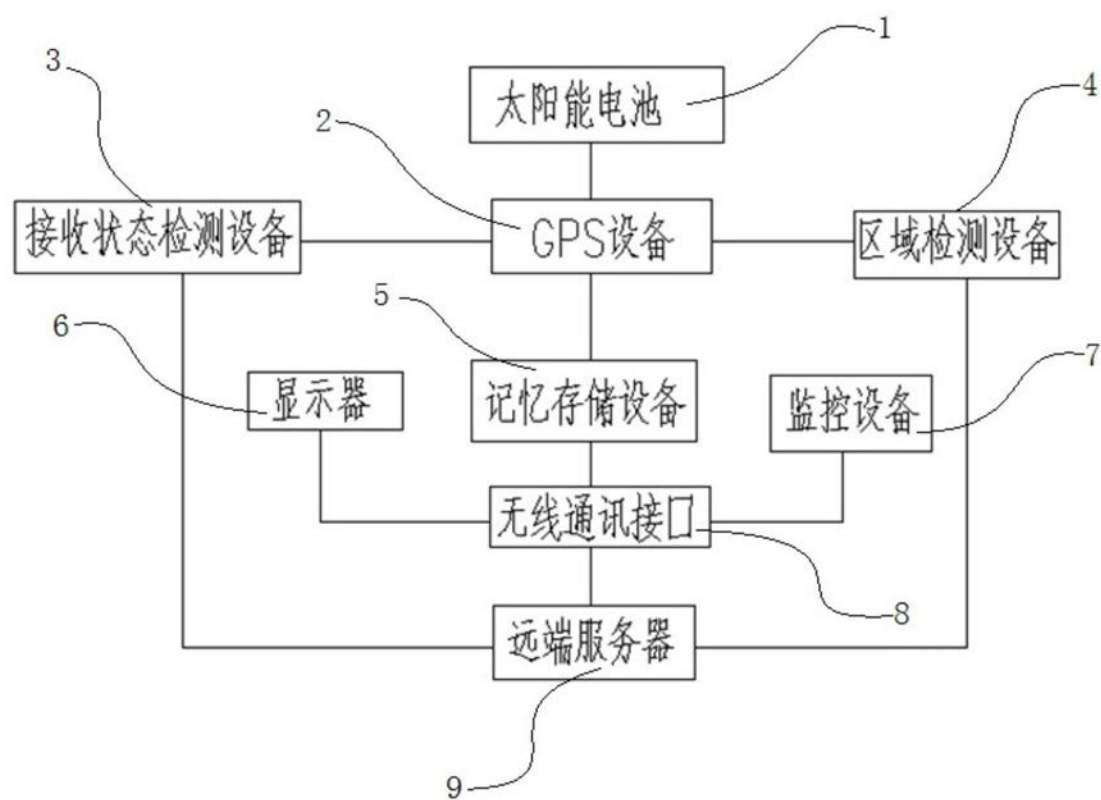 1
3
太阳能电池
4
2
接收状态检测设备
GPS设备
区域检测设备
5
6
7
显示器
记忆存储设备
监控设备
无线通讯接口
8
远端服务器
9